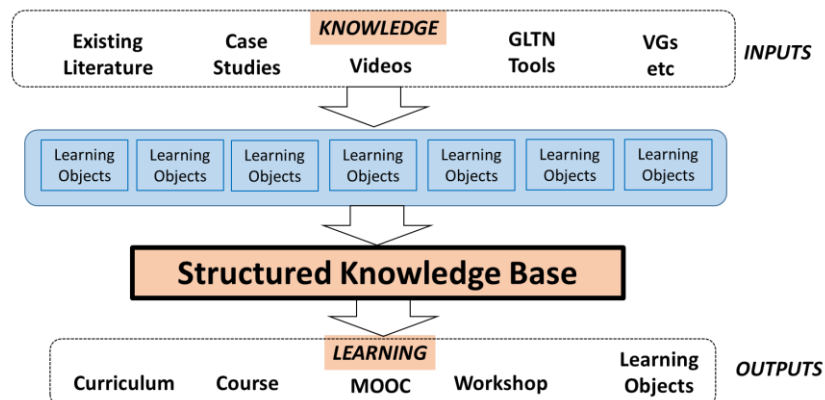 KNOWLEDGE
Existing Literature
Case Studies
Videos
GLTN Tools
VGs etc
INPUTS
Learning Objects
Learning Objects
Learning Objects
Learning Objects
Learning Objects
Learning Objects
Learning Objects
Structured Knowledge Base
LEARNING
Curriculum
Course
MOOC
Workshop
Learning Objects
OUTPUTS